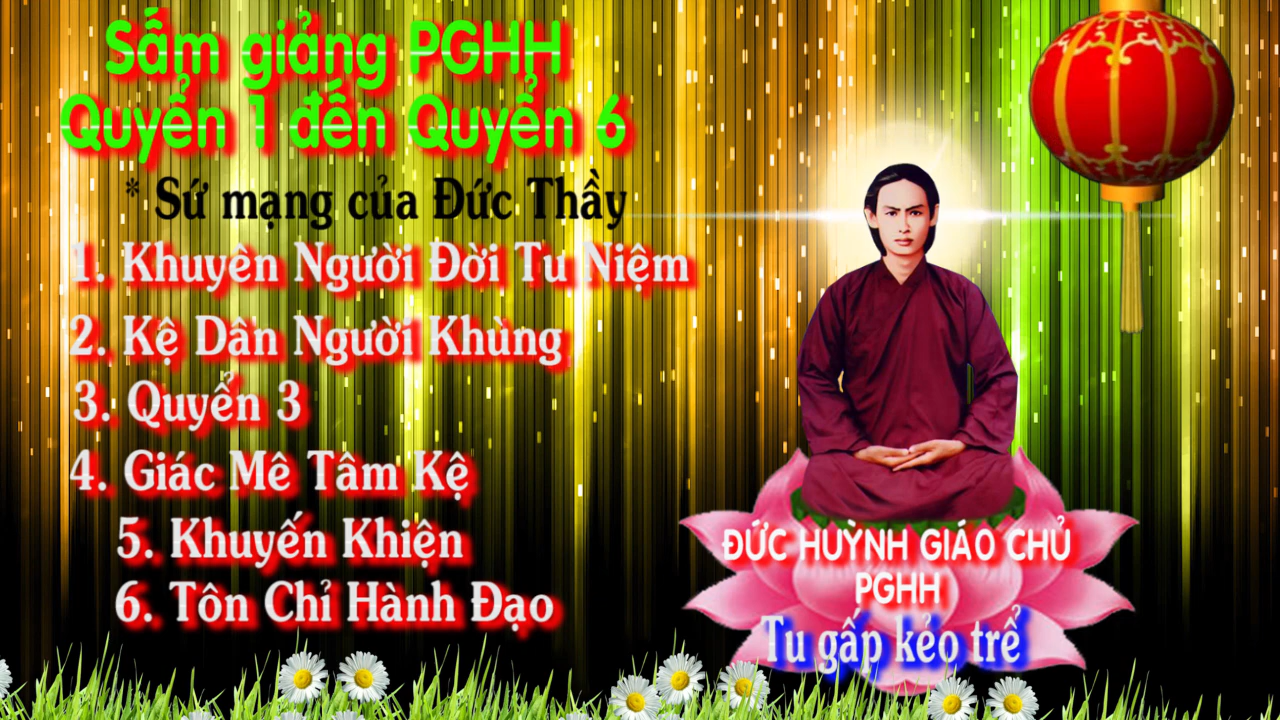 Sấm giảng PGHH
Quyển 1 đến Quyển 6
* Sứ mạng của Đức Thầy
1. Khuyên Người Đời Tu Niệm
2. Kệ Dân Người Khùng
3. Quyển 3
4. Giác Mê Tâm Kệ
5. Khuyến Khiện
6. Tôn Chỉ Hành Đạo
ĐỨC HUỲNH GIÁO CHỦ
PGHH
Tu gấp kẻo trể